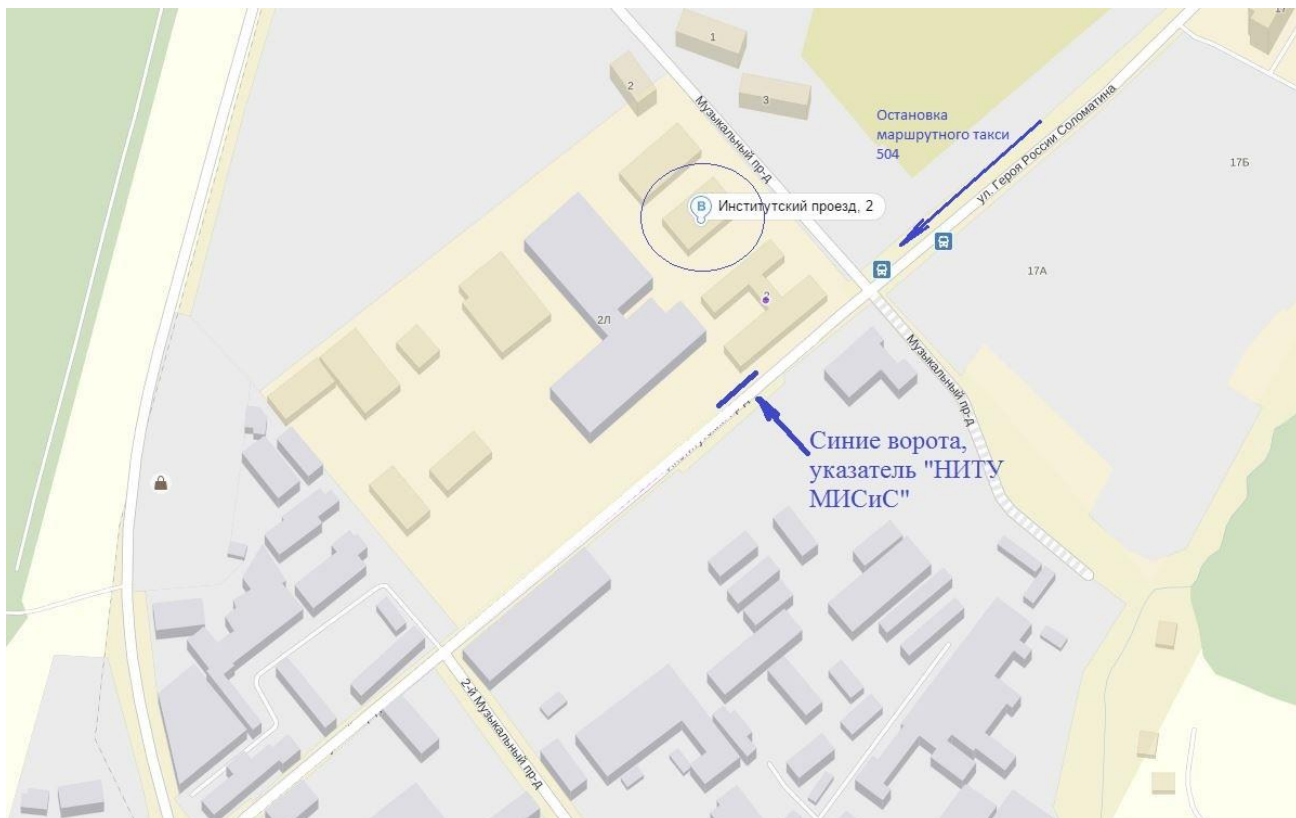 17
1
2
3
Музыкальный пр-д
Остановка
маршрутного такси
504
ул. Героя России Соломатина
17Б
В
Институтский проезд, 2
17А
2
2Л
Музыкальный пр-д
Синие ворота,
указатель "НИТУ
МИСиС"
2-й Музыкальный пр-д